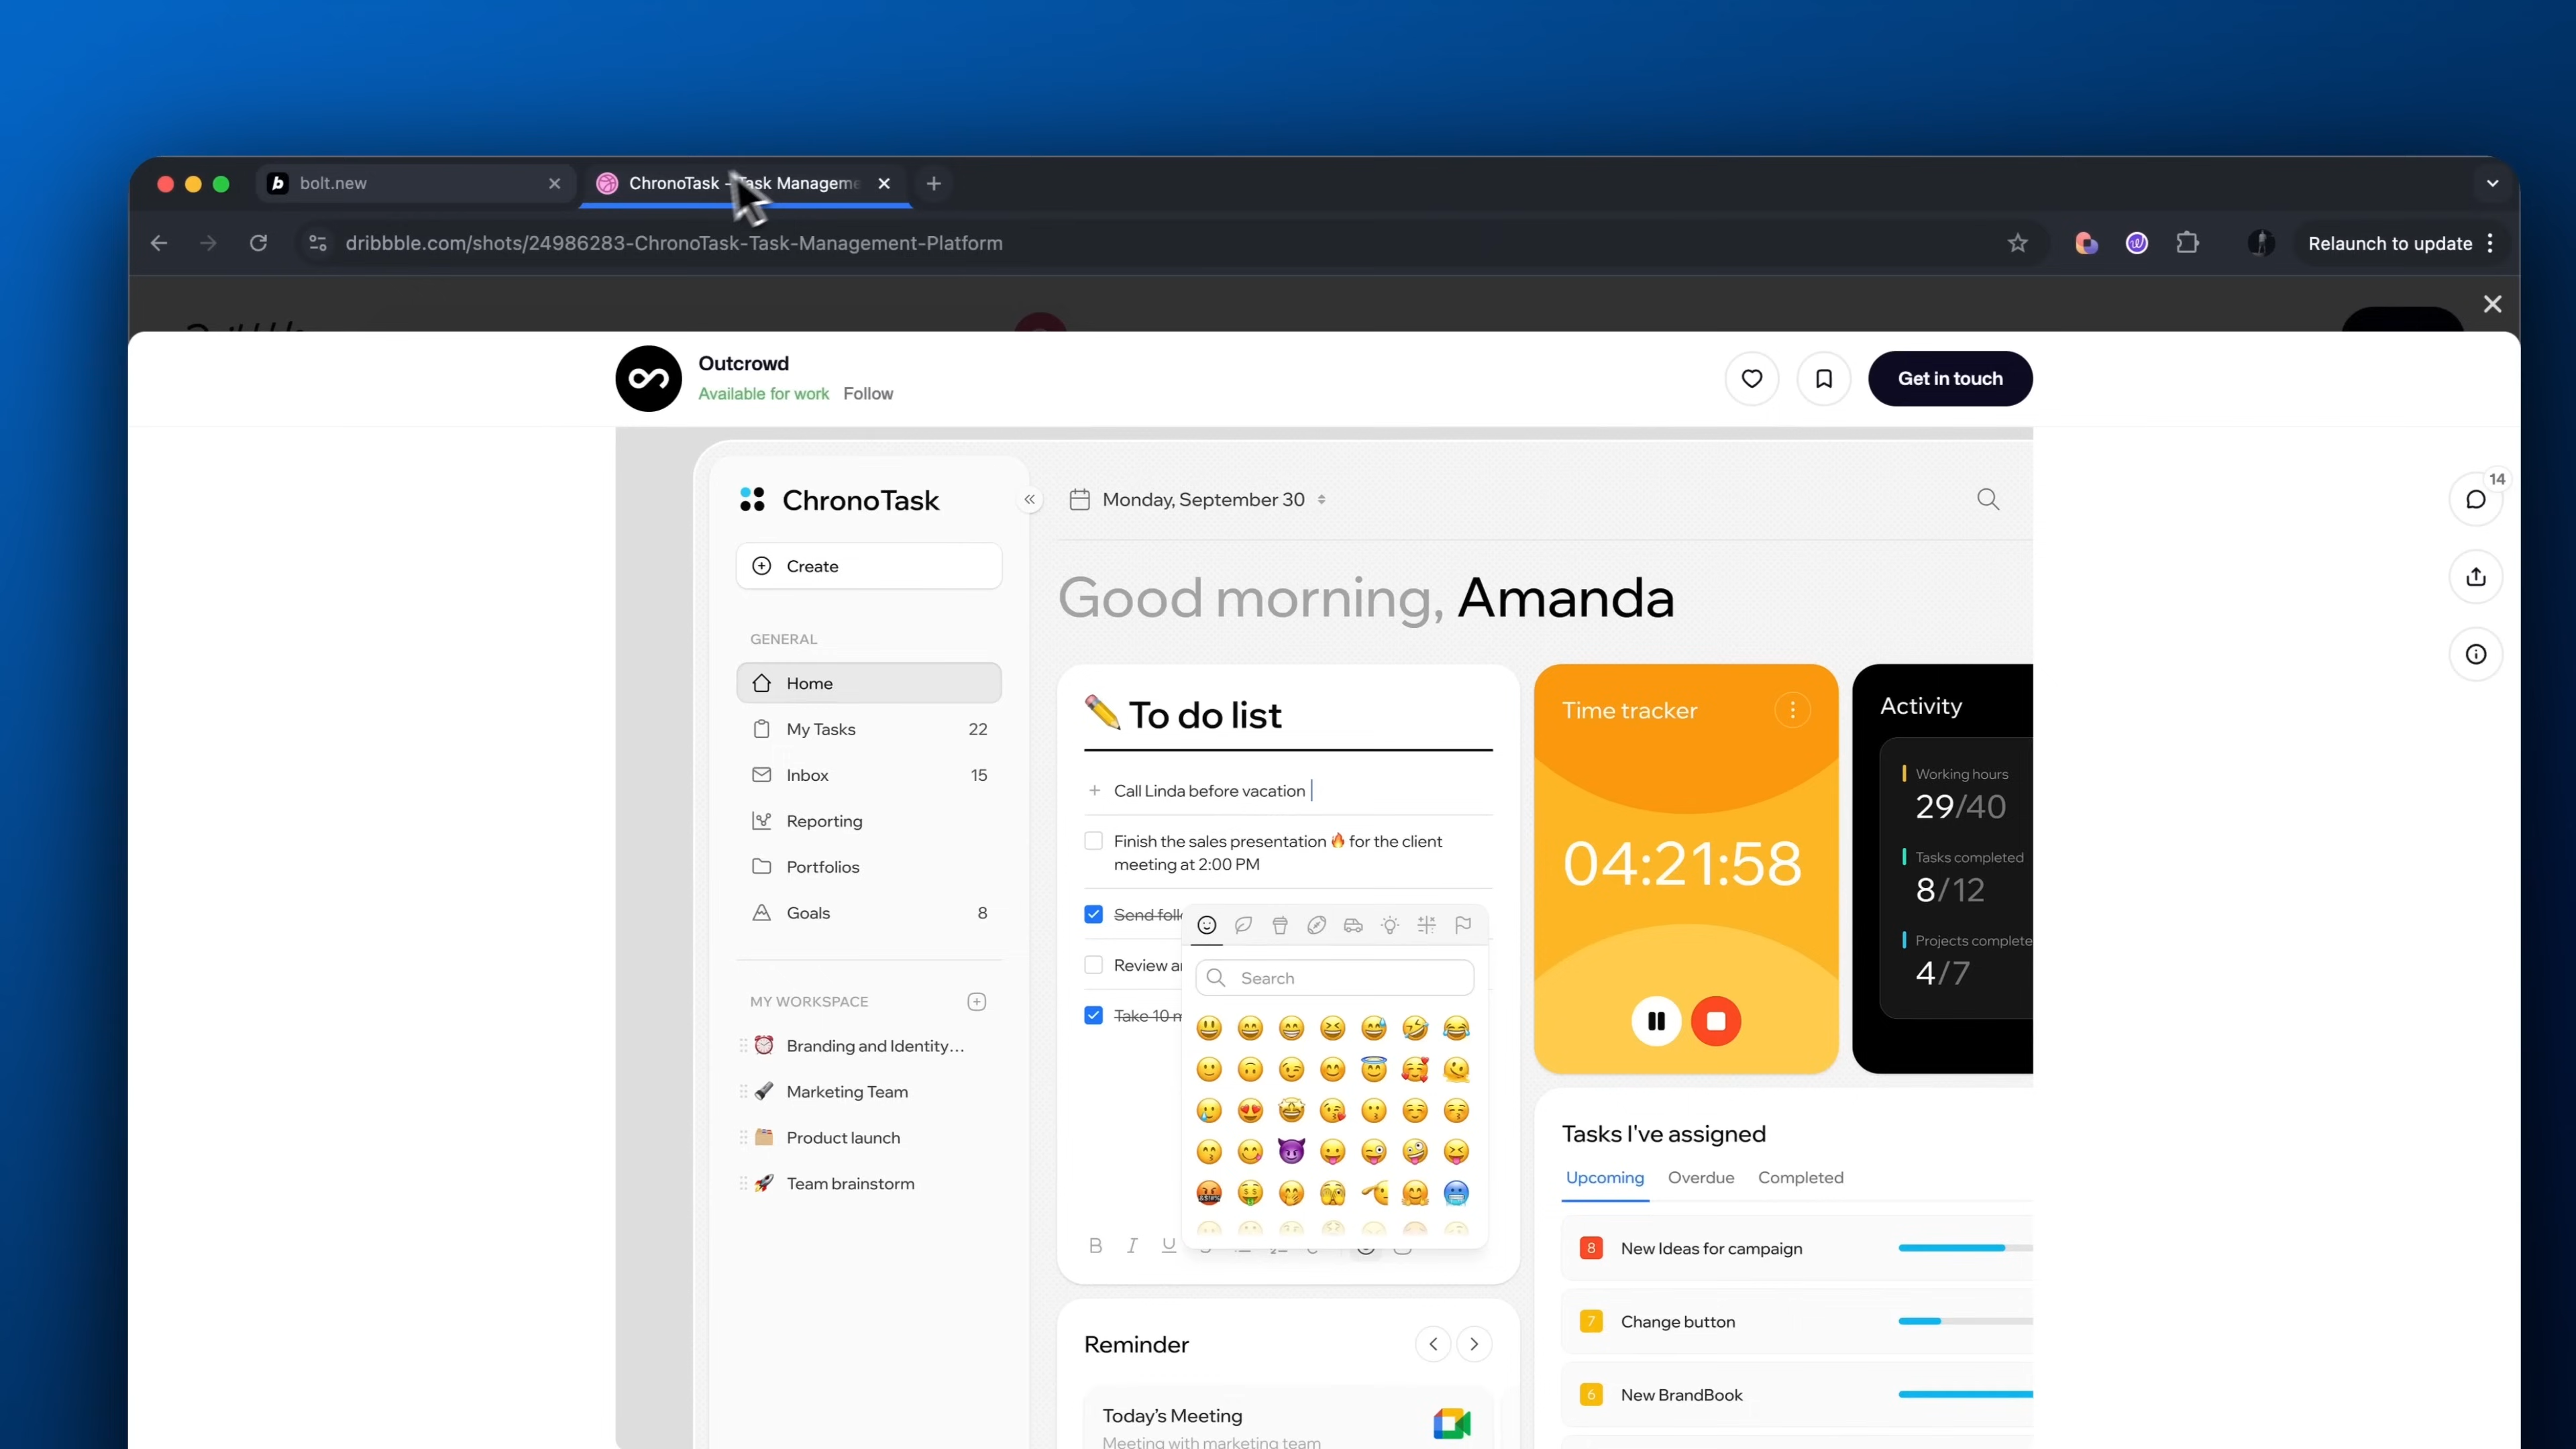 bolt.new
ChronoTask - Task Manageme
dribbble.com/shots/24986283-ChronoTask-Task-Management-Platform
Relaunch to update
Outcrowd
Available for work Follow
Get in touch
14
ChronoTask
Monday, September 30
Create
Good morning, Amanda
GENERAL
Home
My Tasks 22
Inbox 15
Reporting
Portfolios
Goals 8
MY WORKSPACE
Branding and Identity...
Marketing Team
Product launch
Team brainstorm
✏️ To do list
Call Linda before vacation
Finish the sales presentation 🔥 for the client
meeting at 2:00 PM
Send foll
Review a
Take 10 m
Search
B I U
Time tracker
04:21:58
Activity
Working hours
29/40
Tasks completed
8/12
Projects complete
4/7
Tasks I've assigned
Upcoming Overdue Completed
8 New Ideas for campaign
7 Change button
6 New BrandBook
Reminder
Today's Meeting
Meeting with marketing team